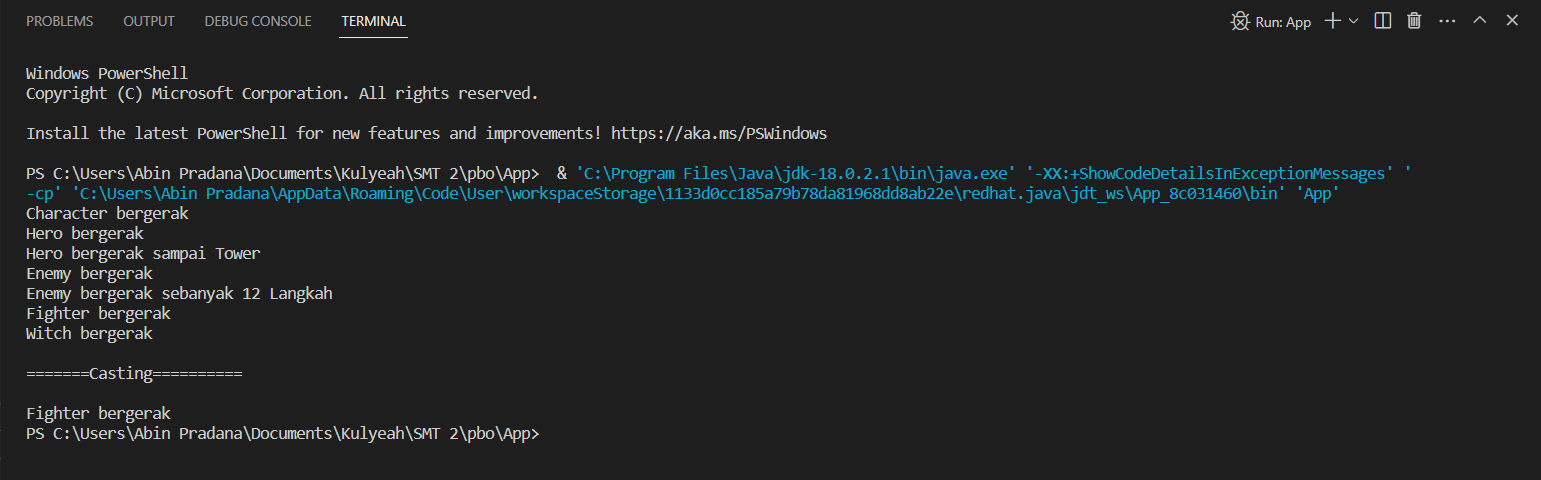 PROBLEMS OUTPUT DEBUG CONSOLE TERMINAL Run: App
Windows PowerShell
Copyright (C) Microsoft Corporation. All rights reserved.
Install the latest PowerShell for new features and improvements! https://aka.ms/PSWindows
PS C:\Users\Abin Pradana\Documents\Kulyeah\SMT 2\pbo\App>  & 'C:\Program Files\Java\jdk-18.0.2.1\bin\java.exe' '-XX:+ShowCodeDetailsInExceptionMessages' '
-cp' 'C:\Users\Abin Pradana\AppData\Roaming\Code\User\workspaceStorage\1133d0cc185a79b78da81968dd8ab22e\redhat.java\jdt_ws\App_8c031460\bin' 'App'
Character bergerak
Hero bergerak
Hero bergerak sampai Tower
Enemy bergerak
Enemy bergerak sebanyak 12 Langkah
Fighter bergerak
Witch bergerak
=======Casting==========
Fighter bergerak
PS C:\Users\Abin Pradana\Documents\Kulyeah\SMT 2\pbo\App>